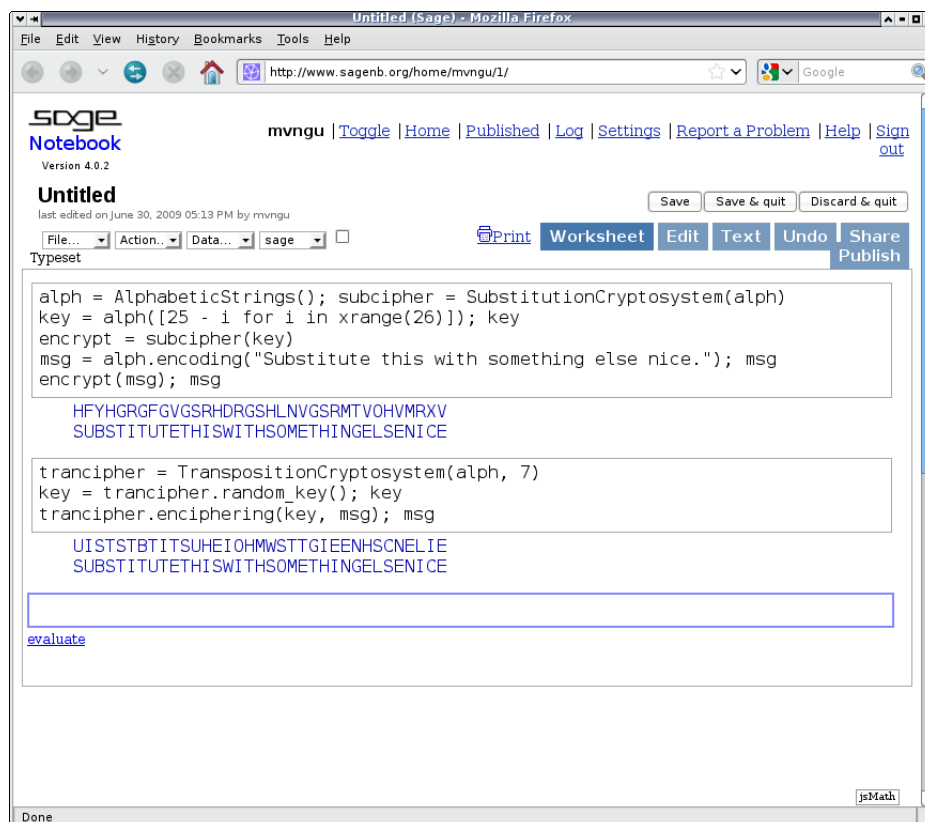 Untitled (Sage) - Mozilla Firefox
File Edit View History Bookmarks Tools Help
http://www.sagenb.org/home/mvngu/1/ Google
sage
Notebook
Version 4.0.2
mvngu | Toggle | Home | Published | Log | Settings | Report a Problem | Help | Sign
out
Untitled
last edited on June 30, 2009 05:13 PM by mvngu
Save Save & quit Discard & quit
File... Action.. Data... sage
Typeset
Print Worksheet Edit Text Undo Share
Publish
alph = AlphabeticStrings(); subcipher = SubstitutionCryptosystem(alph)
key = alph([25 - i for i in xrange(26)]); key
encrypt = subcipher(key)
msg = alph.encoding("Substitute this with something else nice."); msg
encrypt(msg); msg
HFYHGRGFGVGSRHDRGSHLNVGSRMTVOHVMRXV
SUBSTITUTETHISWITHSOMETHINGELSENICE
trancipher = TranspositionCryptosystem(alph, 7)
key = trancipher.random_key(); key
trancipher.enciphering(key, msg); msg
UISTSTBTITSUHEIOHMWSTTGIEENHSCNELIE
SUBSTITUTETHISWITHSOMETHINGELSENICE
evaluate
jsMath
Done